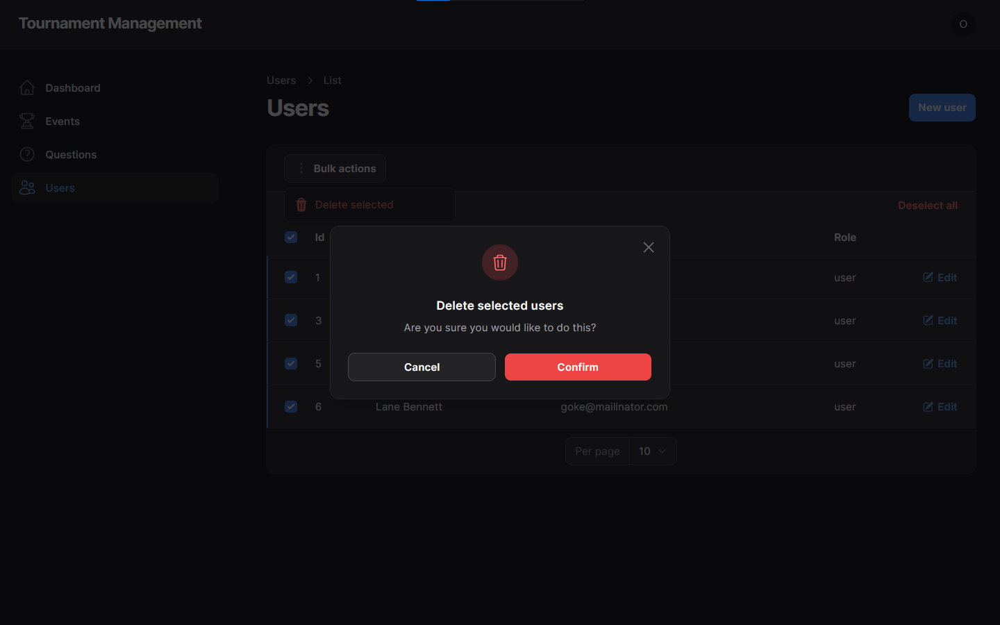 Tournament Management
O
Dashboard
Events
Questions
Users
Users > List
Users
New user
Bulk actions
Delete selected
Deselect all
Id
Role
1
user
Edit
3
user
Edit
5
user
Edit
6
Lane Bennett
goke@mailinator.com
user
Edit
Per page
10
Delete selected users
Are you sure you would like to do this?
Cancel
Confirm